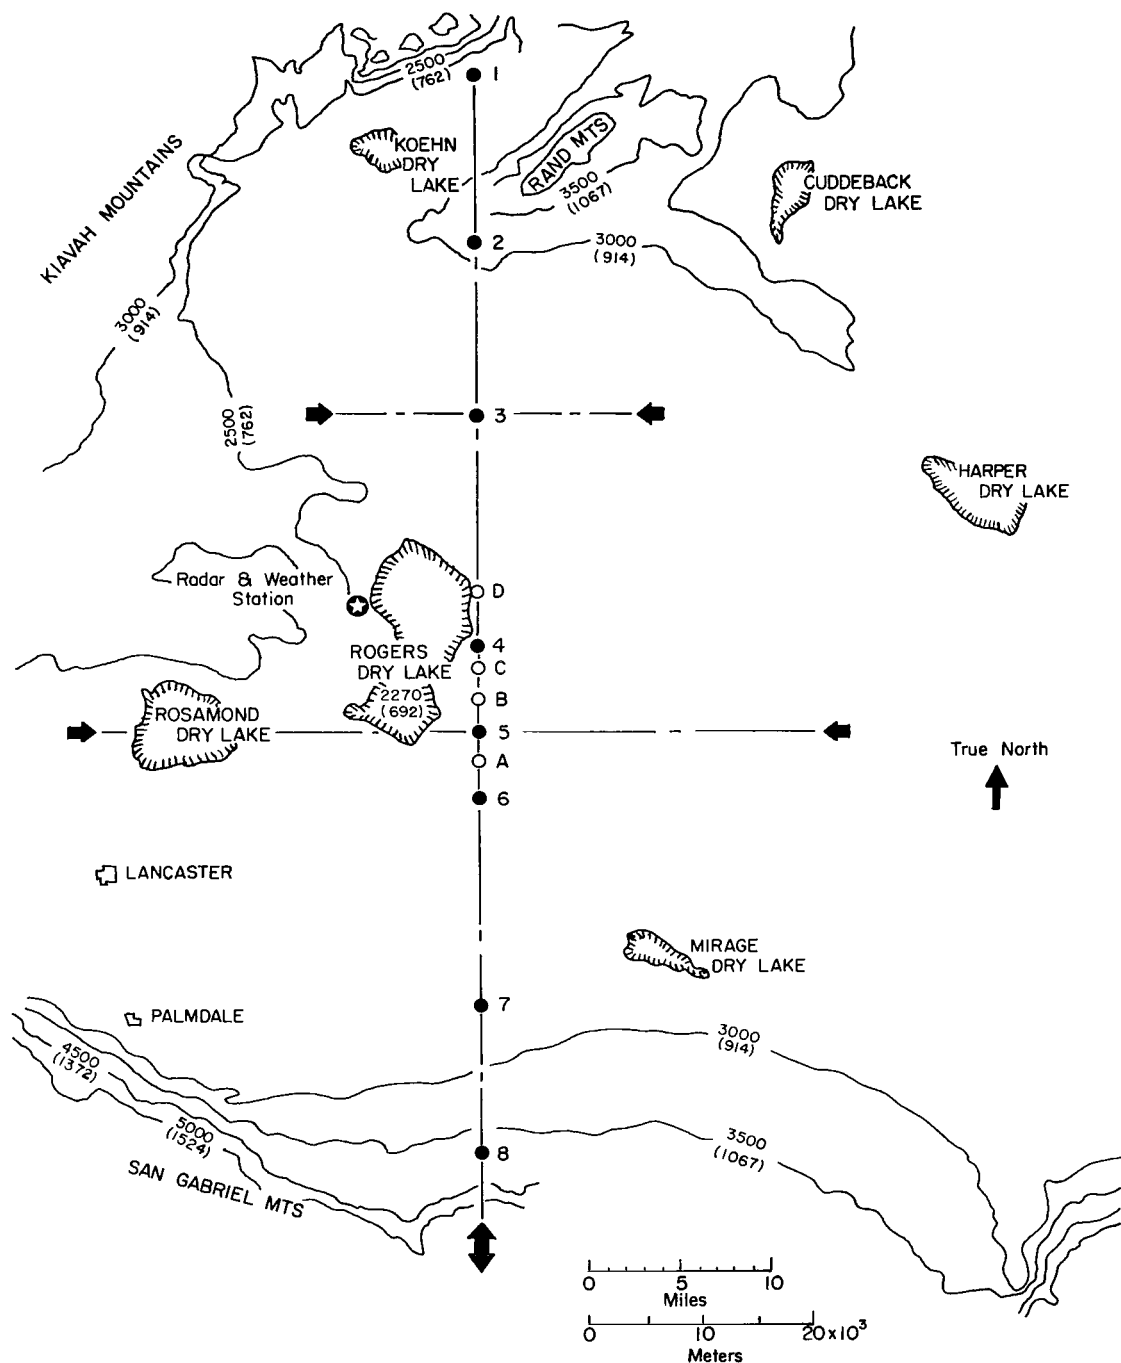 2500
(762)
1
KOEHN
DRY
LAKE
RAND MTS
3500
(1067)
CUDDEBACK
DRY LAKE
KIAVAH MOUNTAINS
2
3000
(914)
3000
(914)
2500
(762)
3
HARPER
DRY LAKE
Radar & Weather
Station
D
4
ROGERS
DRY LAKE
C
2270
(692)
B
ROSAMOND
DRY LAKE
5
A
True North
6
LANCASTER
MIRAGE
DRY LAKE
7
PALMDALE
3000
(914)
4500
(1372)
5000
(1524)
3500
(1067)
8
SAN GABRIEL MTS
0 5 10
Miles
0 10 20x10³
Meters